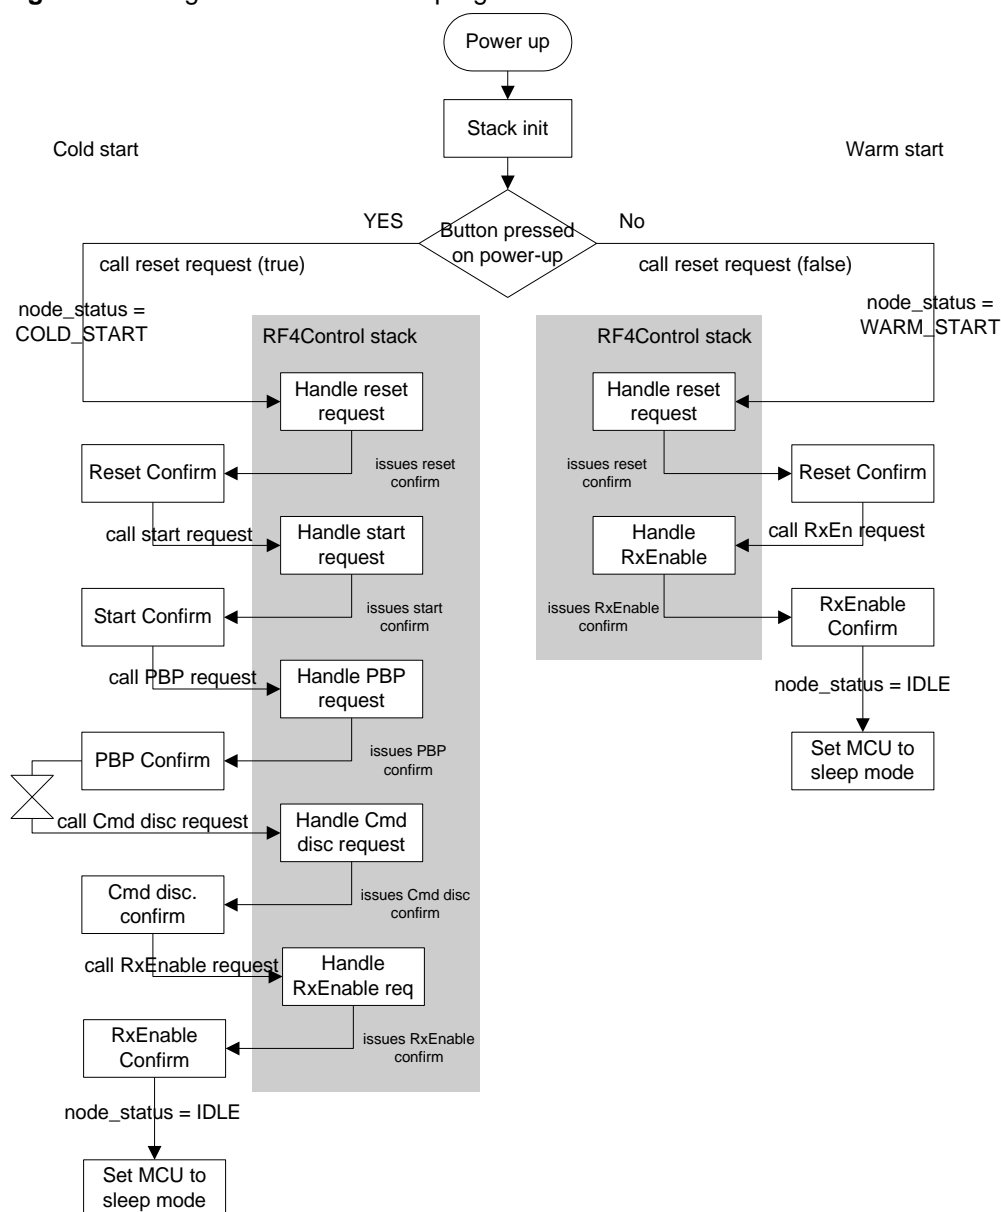 Power up
Stack init
Cold start
Warm start
YES
No
Button pressed
on power-up
call reset request (true)
call reset request (false)
node_status =
COLD_START
node_status =
WARM_START
RF4Control stack
RF4Control stack
Handle reset
request
Handle reset
request
Reset Confirm
issues reset
confirm
issues reset
confirm
Reset Confirm
call start request
Handle start
request
Handle
RxEnable
call RxEn request
Start Confirm
issues start
confirm
issues RxEnable
confirm
RxEnable
Confirm
call PBP request
Handle PBP
request
node_status = IDLE
PBP Confirm
issues PBP
confirm
Set MCU to
sleep mode
call Cmd disc request
Handle Cmd
disc request
Cmd disc.
confirm
issues Cmd disc
confirm
call RxEnable request
Handle
RxEnable req
RxEnable
Confirm
issues RxEnable
confirm
node_status = IDLE
Set MCU to
sleep mode